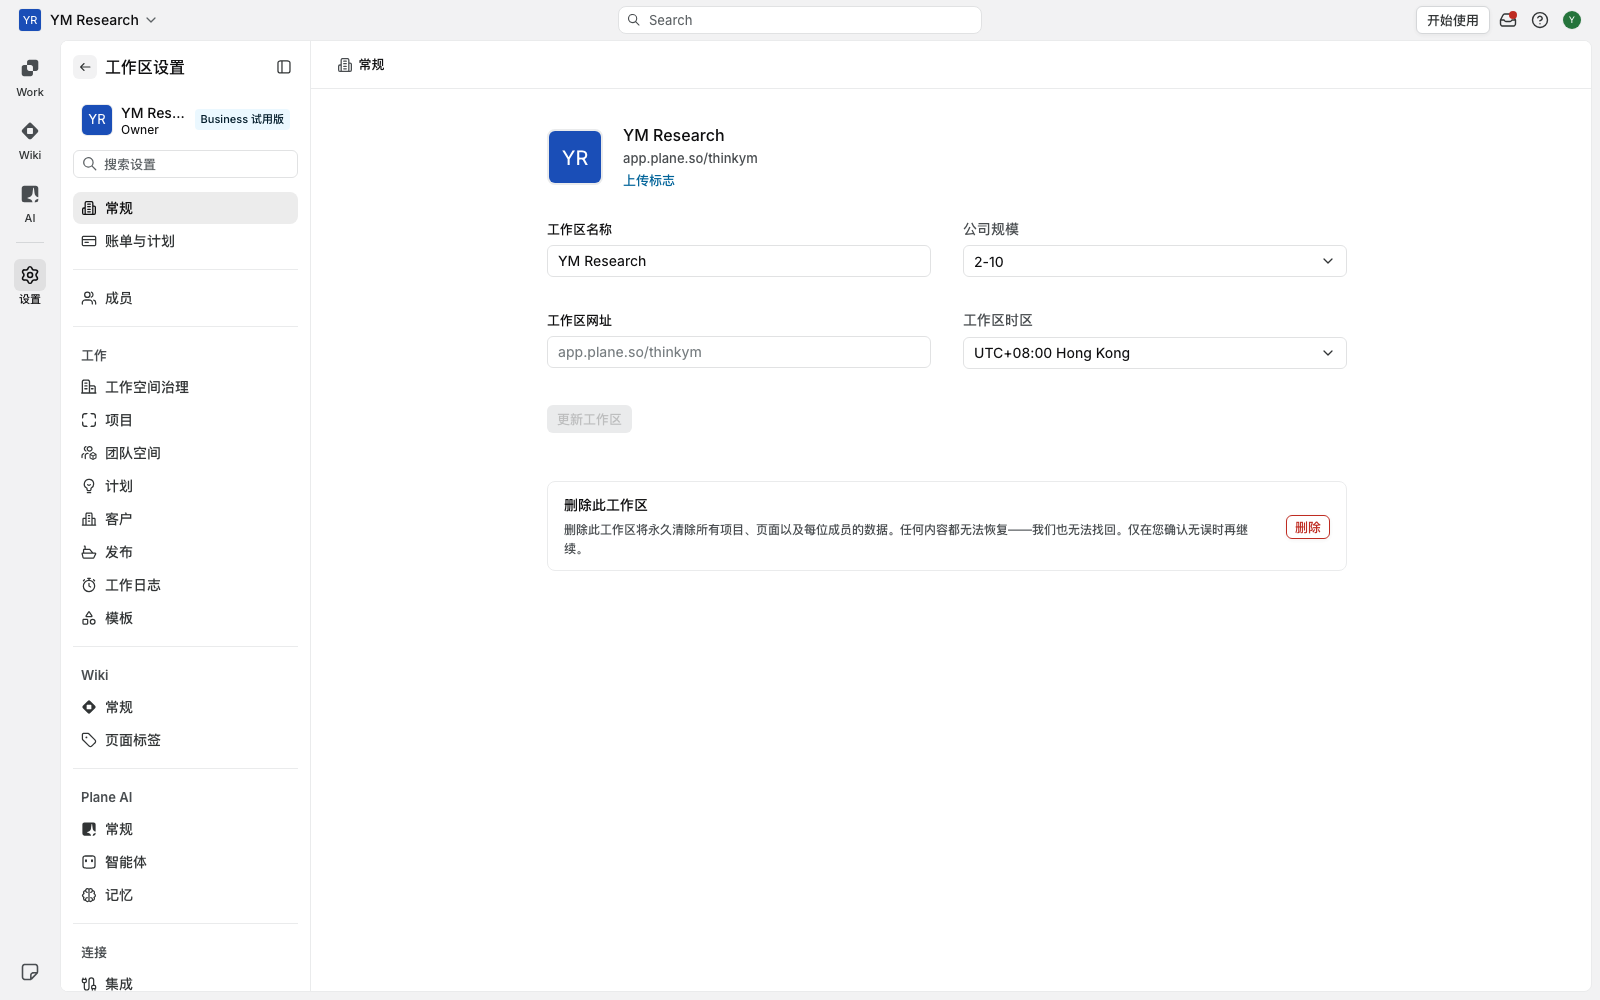 YR YM Research
Search
开始使用
Y
Work
Wiki
AI
设置
工作区设置
YR
YM Res...
Owner
Business 试用版
搜索设置
常规
账单与计划
成员
工作
工作空间治理
项目
团队空间
计划
客户
发布
工作日志
模板
Wiki
常规
页面标签
Plane AI
常规
智能体
记忆
连接
集成
常规
YR
YM Research
app.plane.so/thinkym
上传标志
工作区名称
YM Research
公司规模
2-10
工作区网址
app.plane.so/thinkym
工作区时区
UTC+08:00 Hong Kong
更新工作区
删除此工作区
删除此工作区将永久清除所有项目、页面以及每位成员的数据。任何内容都无法恢复——我们也无法找回。仅在您确认无误时再继
续。
删除